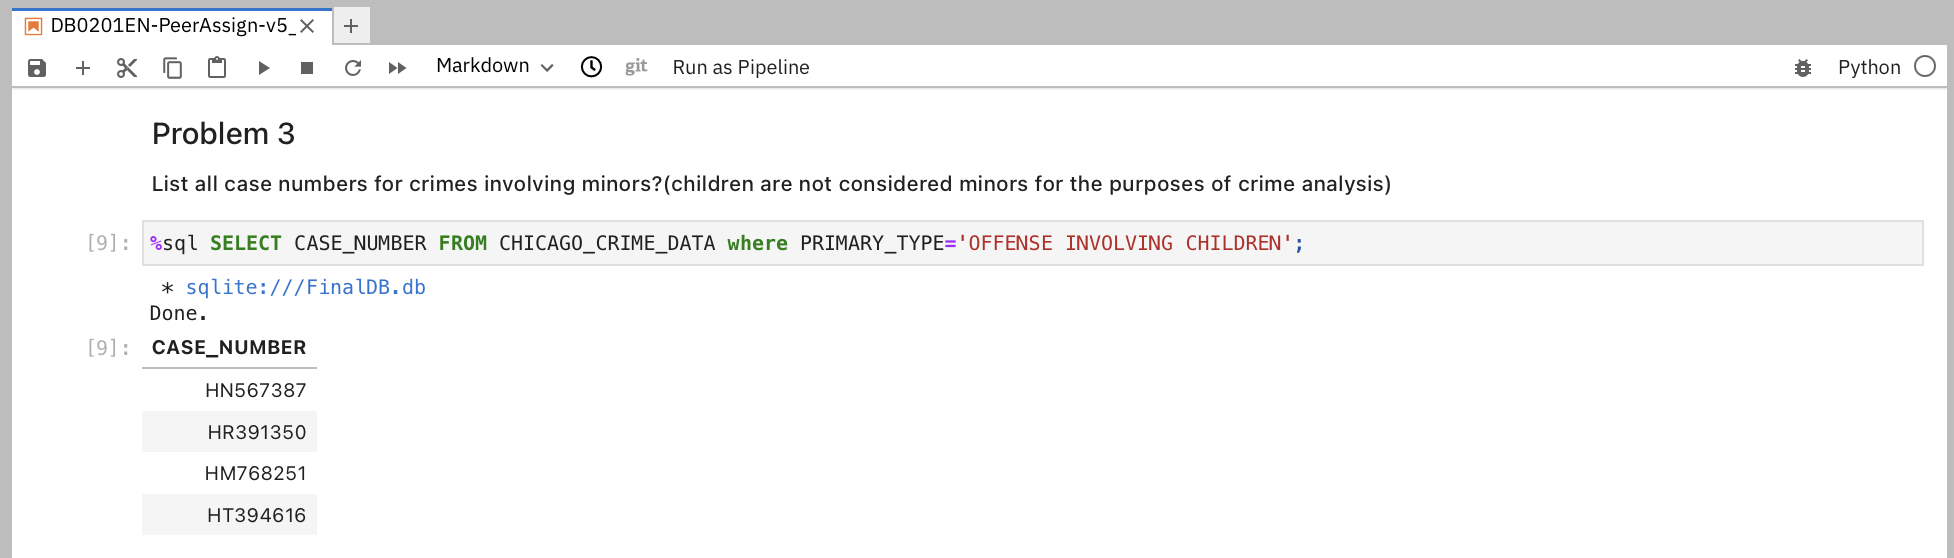 DB0201EN-PeerAssign-v5_
Markdown
git
Run as Pipeline
Python
Problem 3
List all case numbers for crimes involving minors?(children are not considered minors for the purposes of crime analysis)
[9]: %sql SELECT CASE_NUMBER FROM CHICAGO_CRIME_DATA where PRIMARY_TYPE='OFFENSE INVOLVING CHILDREN';
* sqlite:///FinalDB.db
Done.
[9]: CASE_NUMBER
HN567387
HR391350
HM768251
HT394616